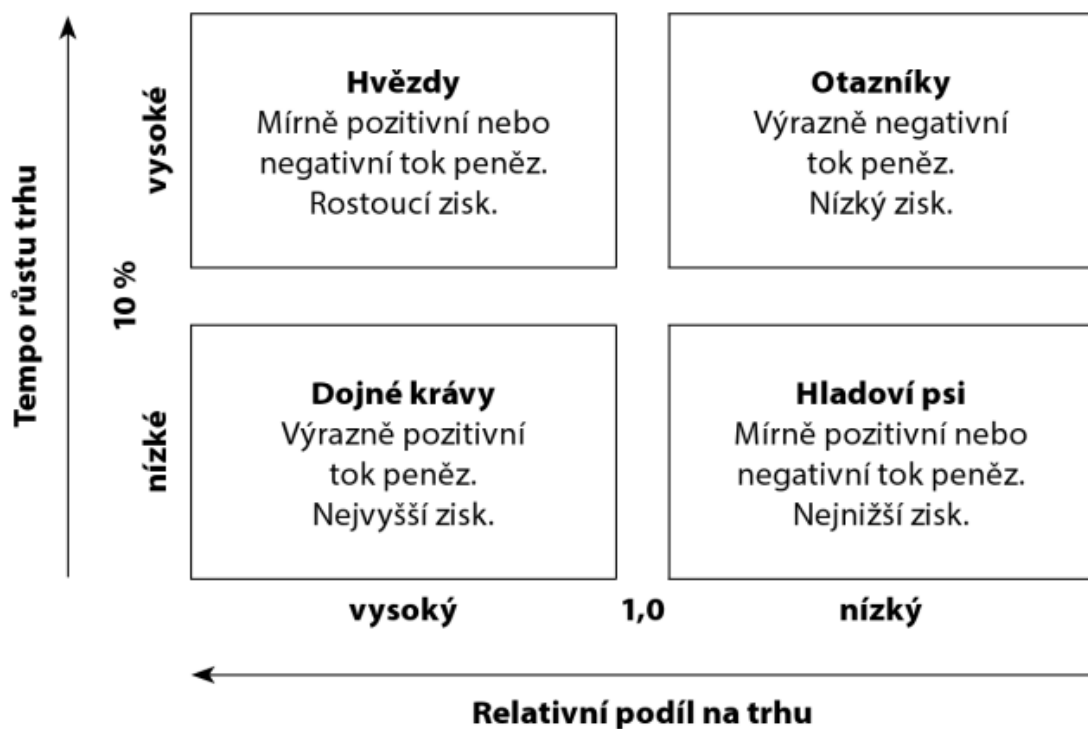 Tempo růstu trhu
vysoké
10 %
nízké
Hvězdy
Mírně pozitivní nebo
negativní tok peněz.
Rostoucí zisk.
Otazníky
Výrazně negativní
tok peněz.
Nízký zisk.
Dojné krávy
Výrazně pozitivní
tok peněz.
Nejvyšší zisk.
Hladoví psi
Mírně pozitivní nebo
negativní tok peněz.
Nejnižší zisk.
vysoký
1,0
nízký
Relativní podíl na trhu